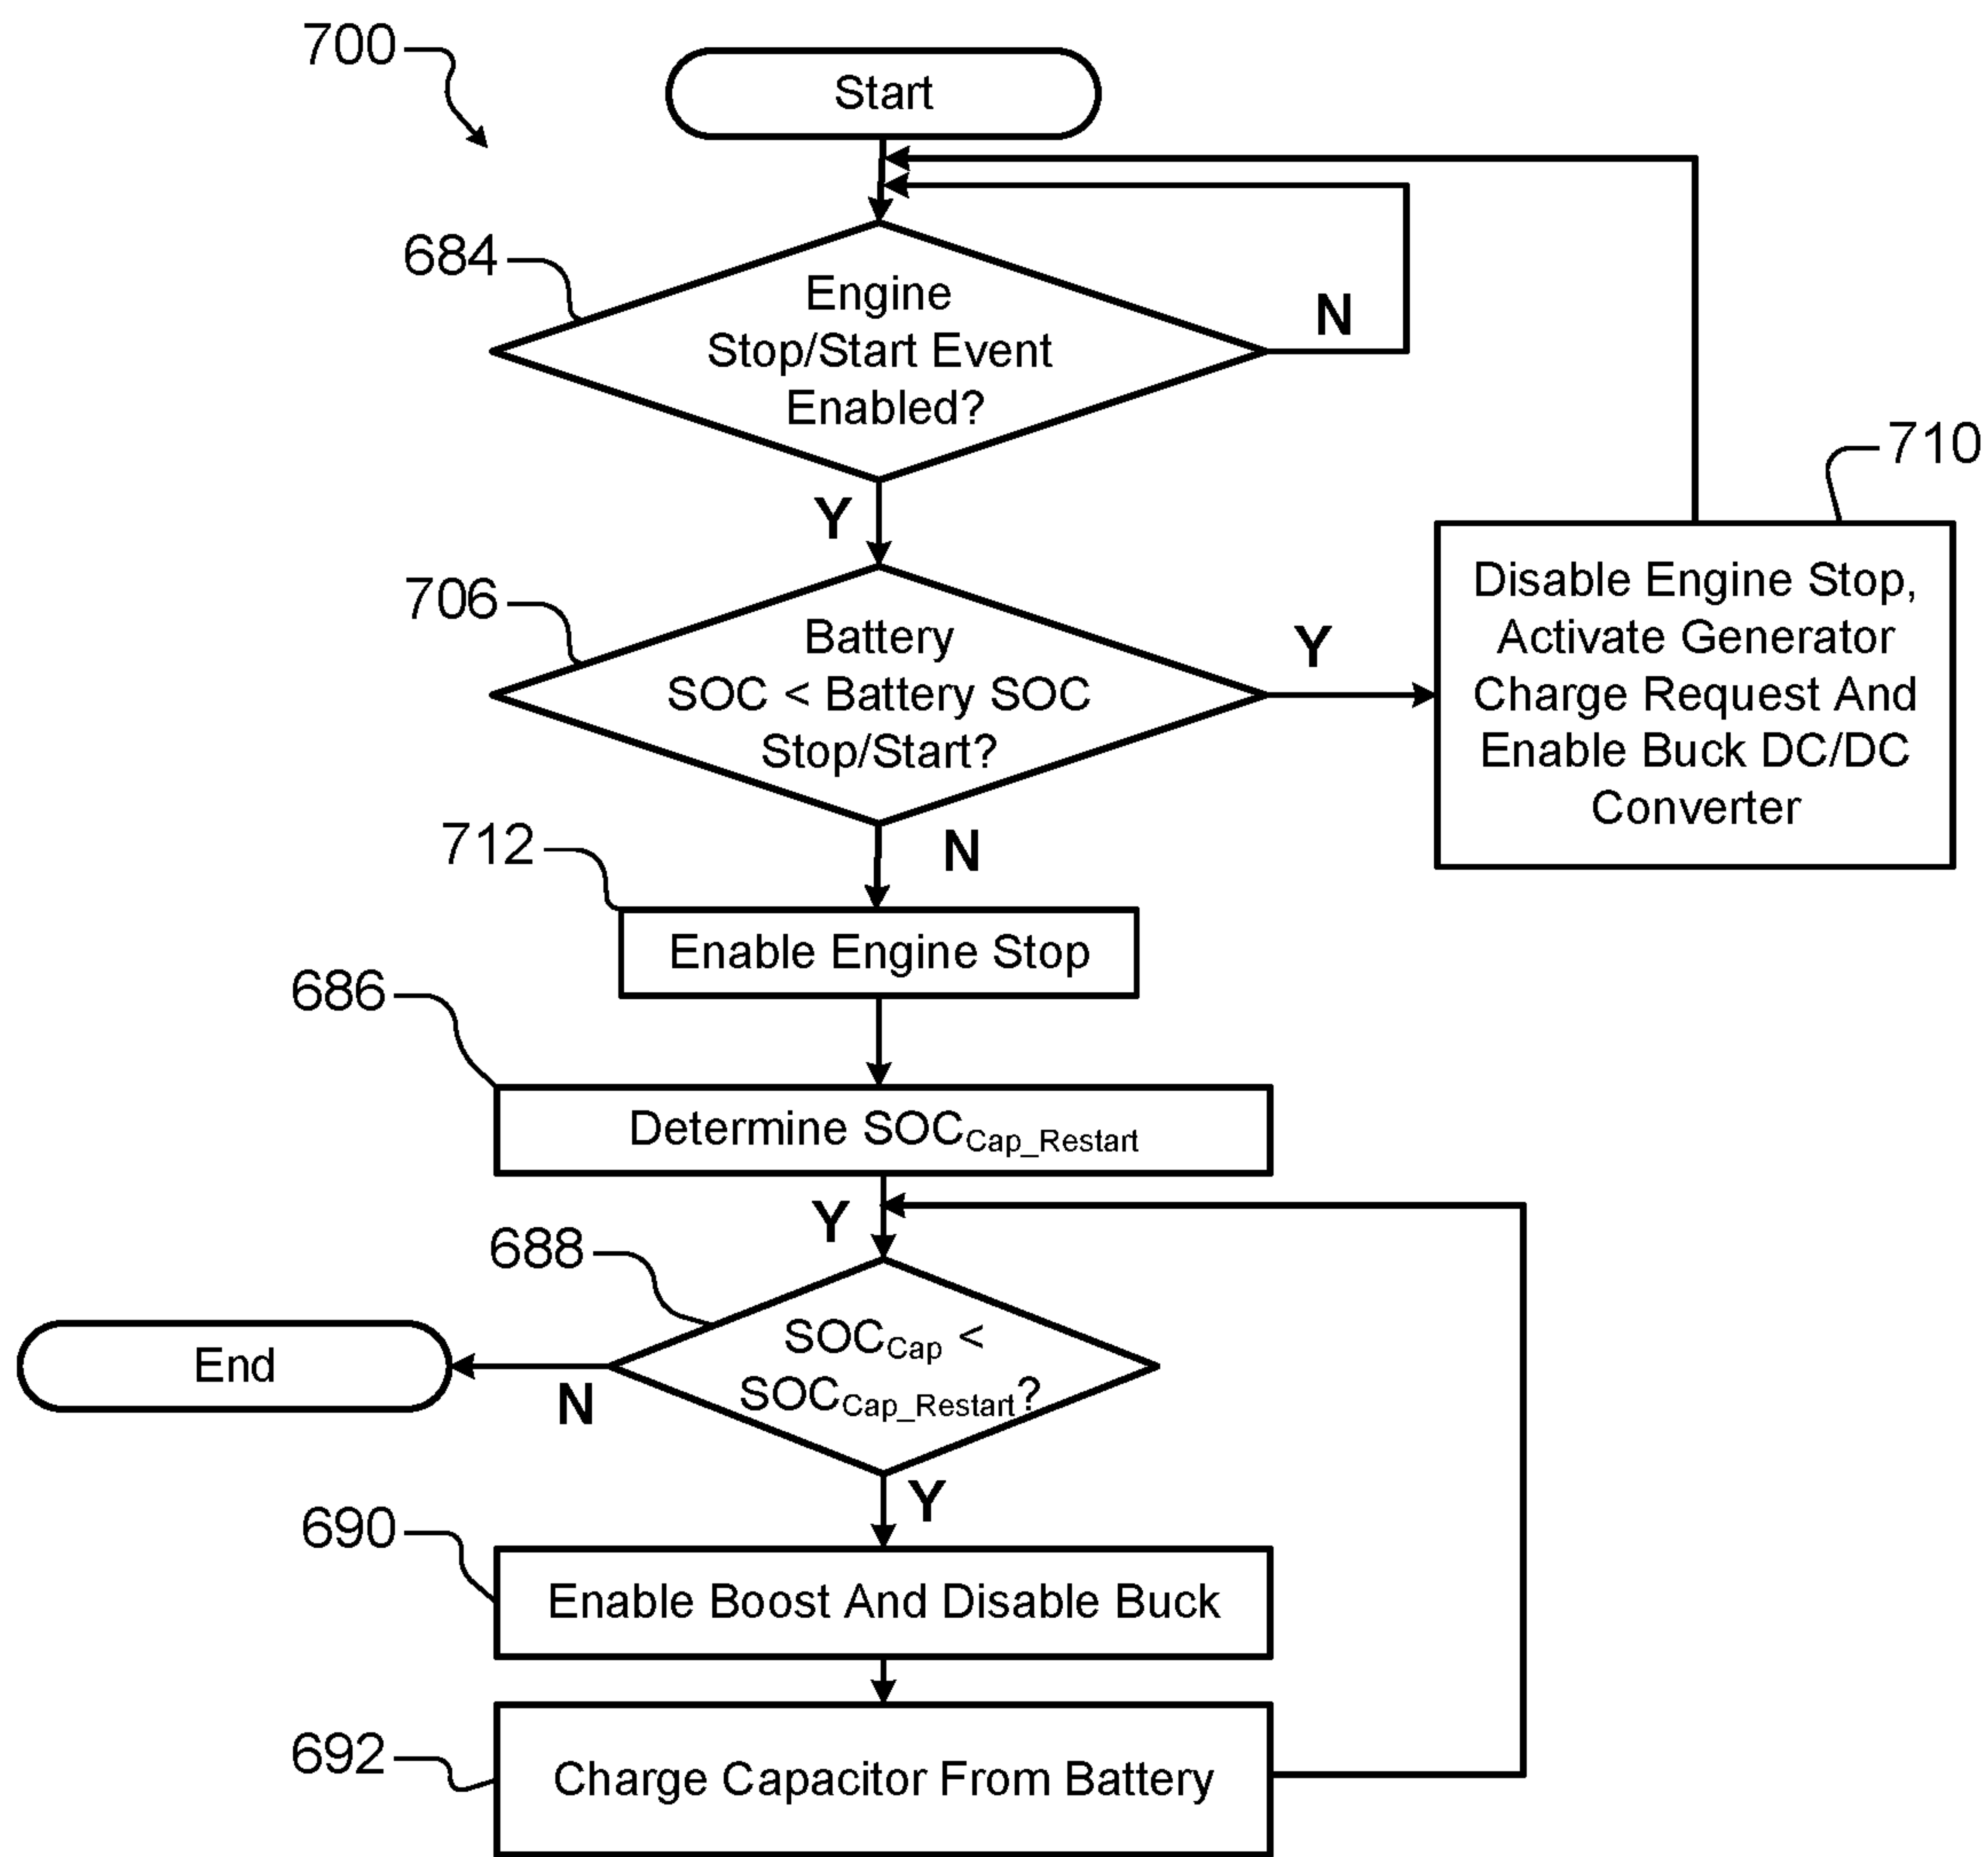 700
Start
684
Engine
Stop/Start Event
Enabled?
N
Y
710
Disable Engine Stop,
Activate Generator
Charge Request And
Enable Buck DC/DC
Converter
706
Battery
SOC < Battery SOC
Stop/Start?
Y
N
712
Enable Engine Stop
686
Determine SOCCap_Restart
Y
688
SOCCap <
SOCCap_Restart?
N
End
Y
690
Enable Boost And Disable Buck
692
Charge Capacitor From Battery